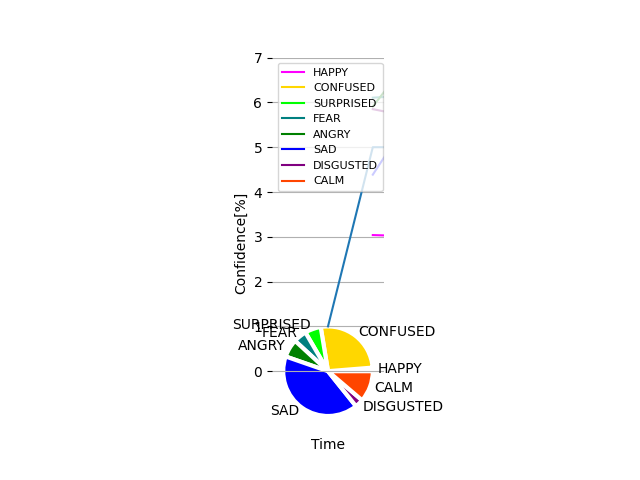 7
6
5
4
3
2
1
0
Confidence[%]
HAPPY
CONFUSED
SURPRISED
FEAR
ANGRY
SAD
DISGUSTED
CALM
SURPRISED
FEAR
ANGRY
SAD
CONFUSED
HAPPY
CALM
DISGUSTED
Time